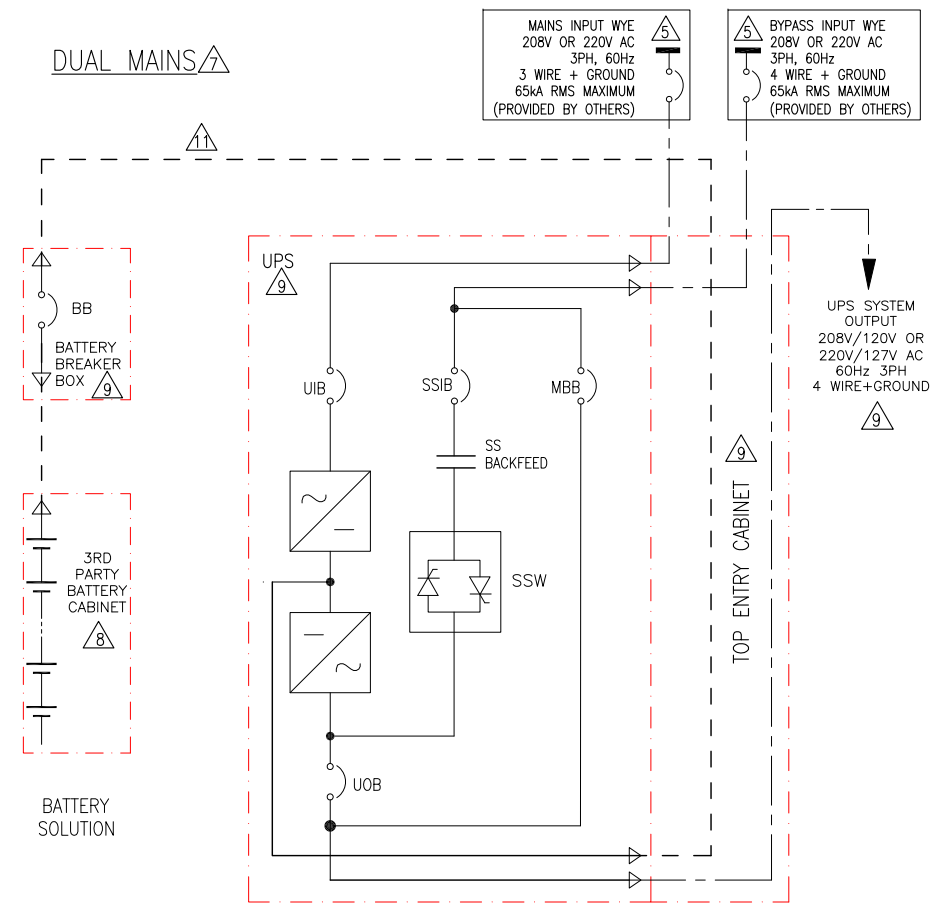 DUAL MAINS 7
MAINS INPUT WYE
208V OR 220V AC
3PH, 60Hz
3 WIRE + GROUND
65kA RMS MAXIMUM
(PROVIDED BY OTHERS)
5
5
BYPASS INPUT WYE
208V OR 220V AC
3PH, 60Hz
4 WIRE + GROUND
65kA RMS MAXIMUM
(PROVIDED BY OTHERS)
11
UPS
9
BB
BATTERY
BREAKER
BOX 9
UPS SYSTEM
OUTPUT
208V/120V OR
220V/127V AC
60Hz 3PH
4 WIRE+GROUND
9
UIB
SSIB
MBB
SS
BACKFEED
9
TOP ENTRY CABINET
3RD
PARTY
BATTERY
CABINET
8
SSW
UOB
BATTERY
SOLUTION